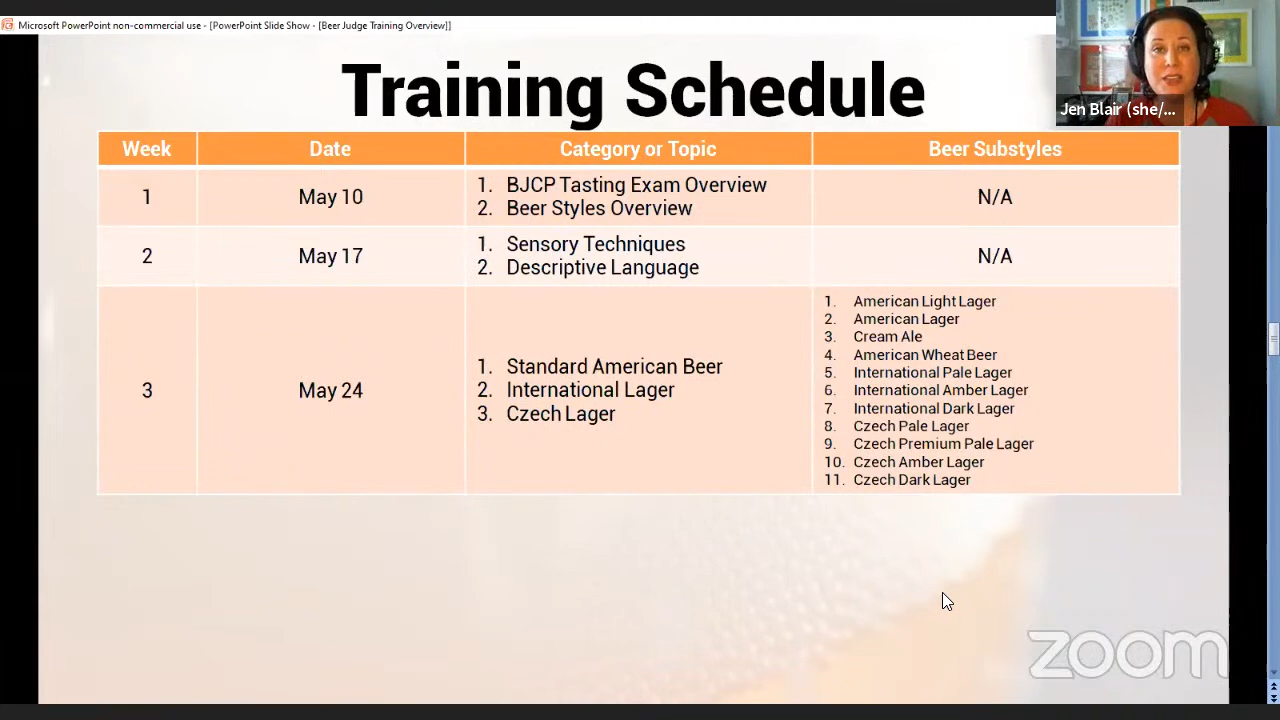 Microsoft PowerPoint non-commercial use - [PowerPoint Slide Show - [Beer Judge Training Overview]]
Jen Blair (she/...
Training Schedule
Week Date Category or Topic Beer Substyles
1 May 10
1. BJCP Tasting Exam Overview
2. Beer Styles Overview
N/A
2 May 17
1. Sensory Techniques
2. Descriptive Language
N/A
3 May 24
1. Standard American Beer
2. International Lager
3. Czech Lager
1. American Light Lager
2. American Lager
3. Cream Ale
4. American Wheat Beer
5. International Pale Lager
6. International Amber Lager
7. International Dark Lager
8. Czech Pale Lager
9. Czech Premium Pale Lager
10. Czech Amber Lager
11. Czech Dark Lager
zoom